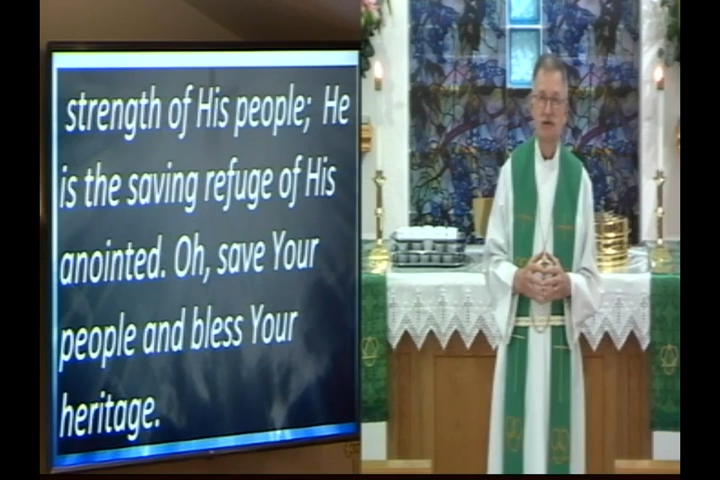 strength of His people; He
is the saving refuge of His
anointed. Oh, save Your
people and bless Your
heritage.